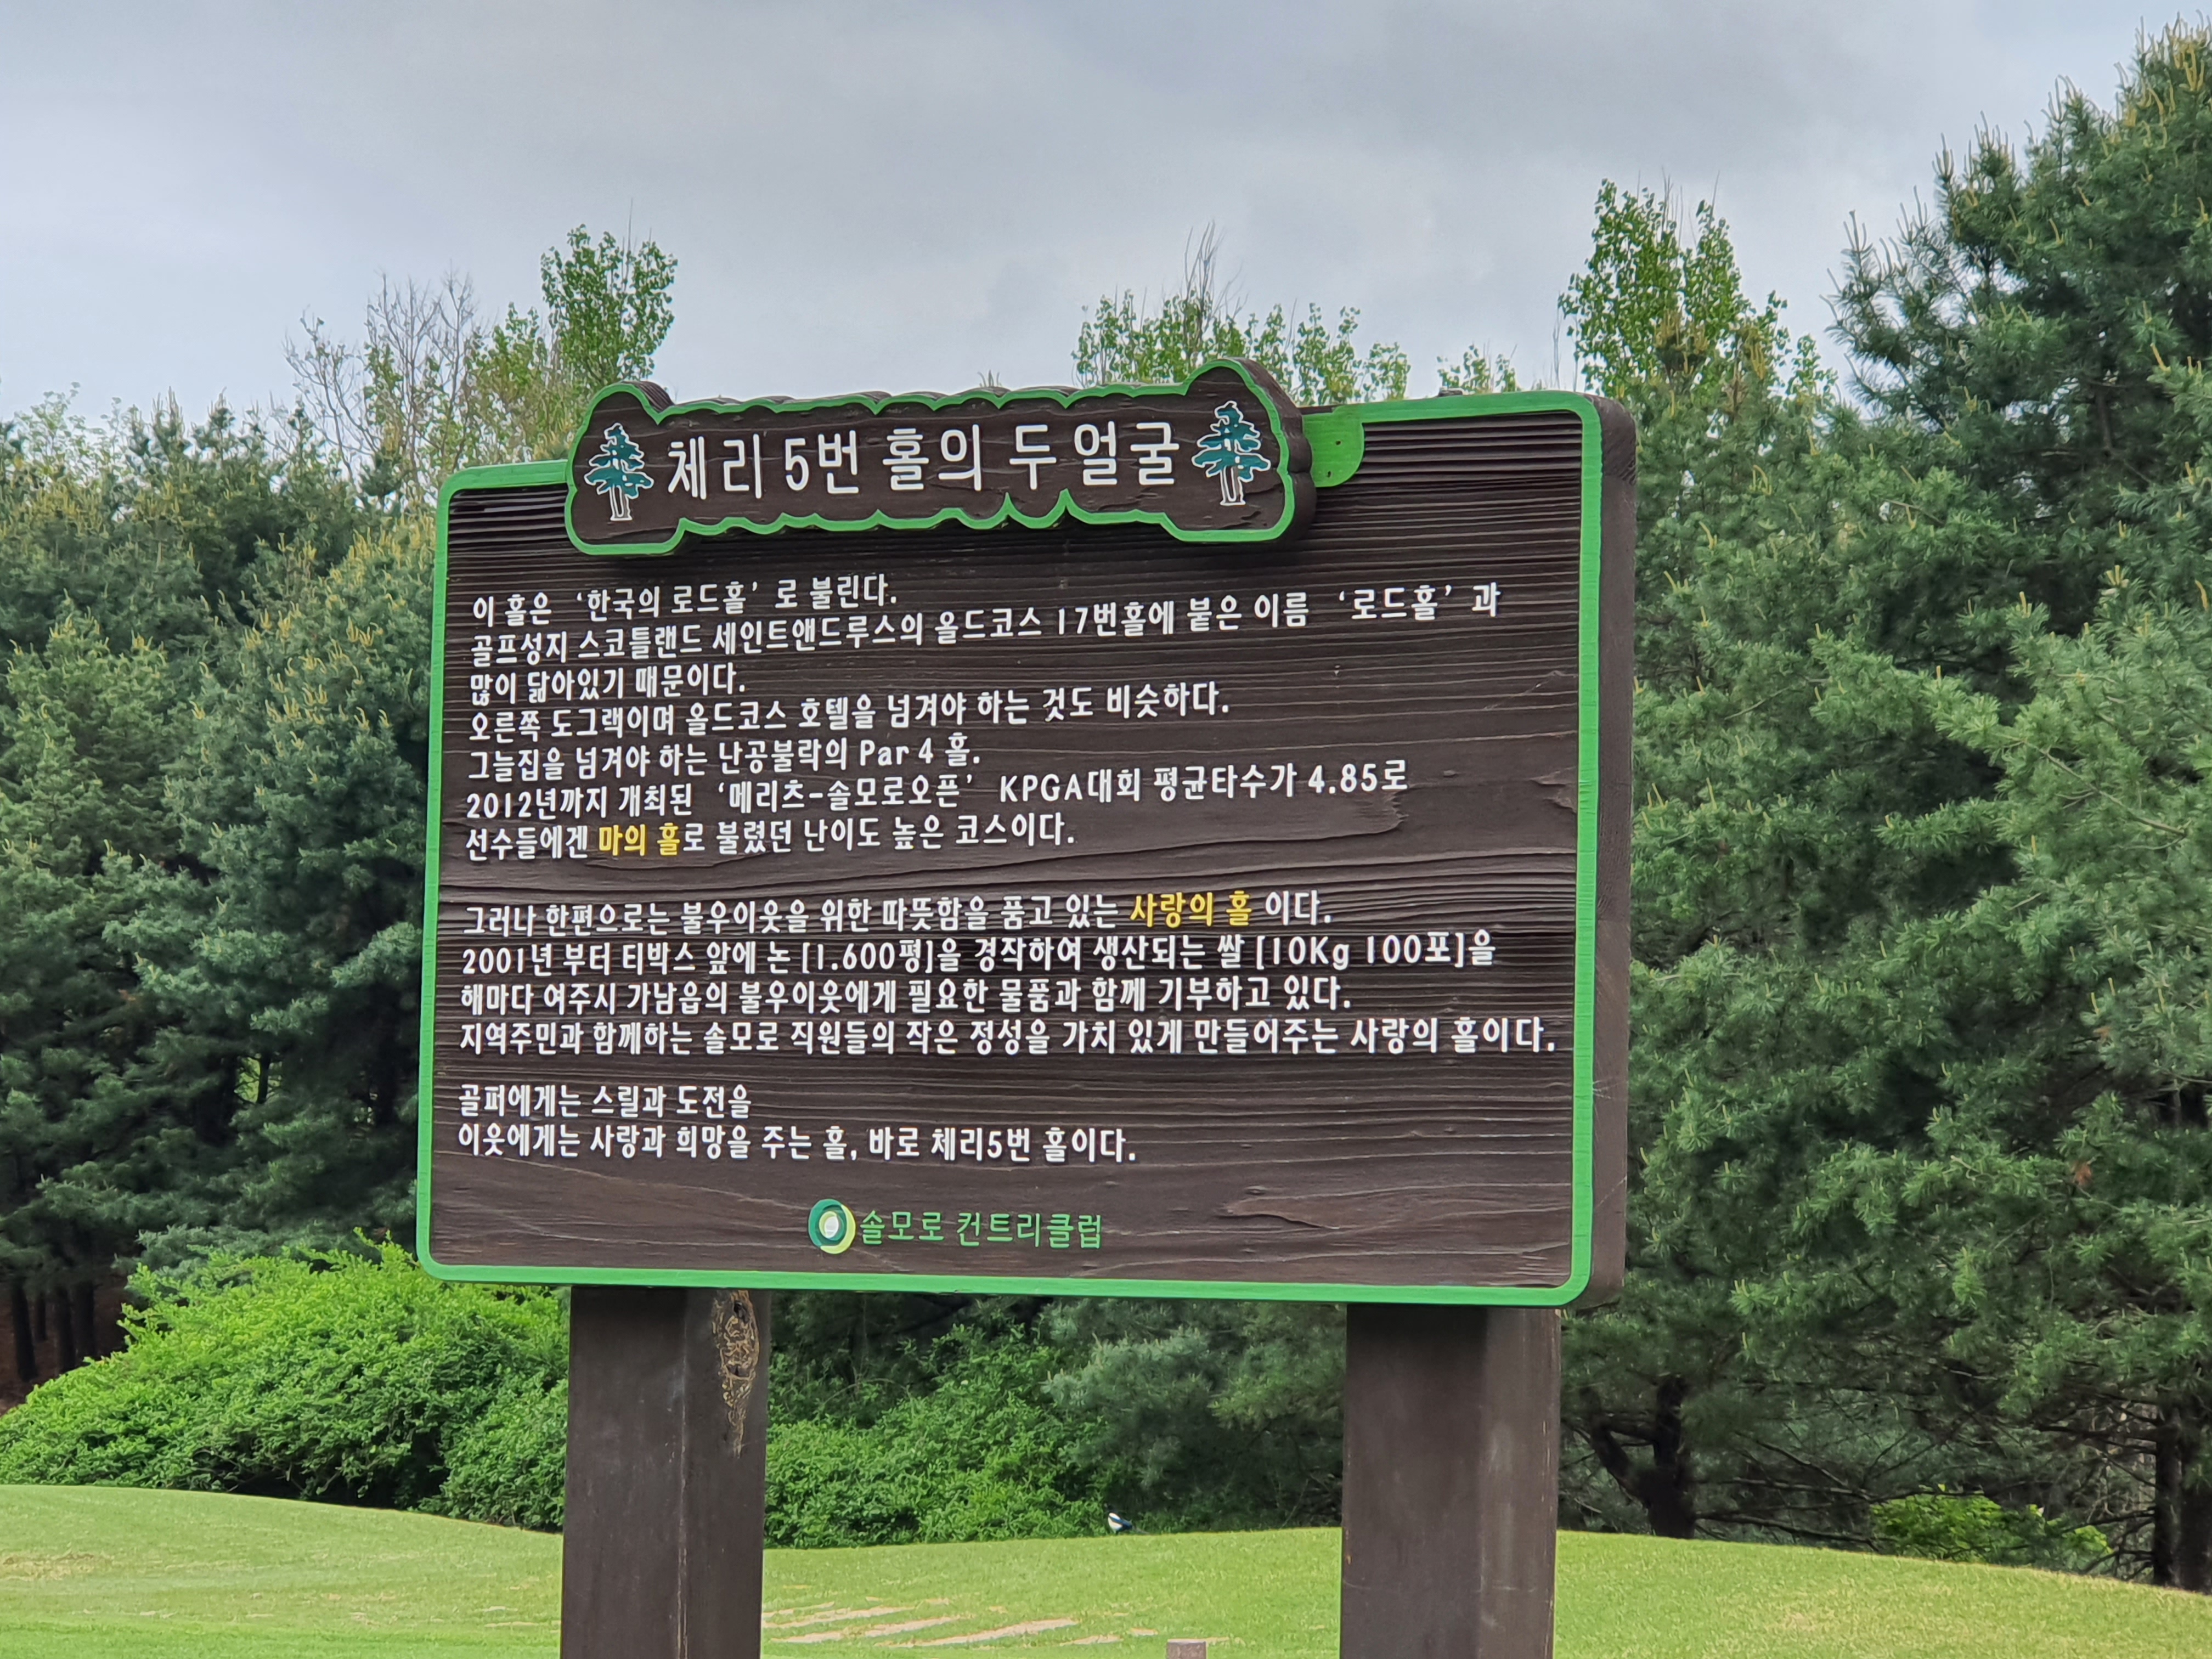 체리 5번 홀의 두 얼굴
이 홀은 ‘한국의 로드홀’로 불린다.
골프성지 스코틀랜드 세인트앤드루스의 올드코스 17번홀에 붙은 이름 ‘로드홀’과
많이 닮아있기 때문이다.
오른쪽 도그랙이며 올드코스 호텔을 넘겨야 하는 것도 비슷하다.
그늘집을 넘겨야 하는 난공불락의 Par 4 홀.
2012년까지 개최된 ‘메리츠-솔모로오픈’ KPGA대회 평균타수가 4.85로
선수들에겐 마의 홀로 불렸던 난이도 높은 코스이다.
그러나 한편으로는 불우이웃을 위한 따뜻함을 품고 있는 사랑의 홀 이다.
2001년 부터 티박스 앞에 논 [1.600평]을 경작하여 생산되는 쌀 [10Kg 100포]을
해마다 여주시 가남읍의 불우이웃에게 필요한 물품과 함께 기부하고 있다.
지역주민과 함께하는 솔모로 직원들의 작은 정성을 가치 있게 만들어주는 사랑의 홀이다.
골퍼에게는 스릴과 도전을
이웃에게는 사랑과 희망을 주는 홀, 바로 체리5번 홀이다.
솔모로 컨트리클럽